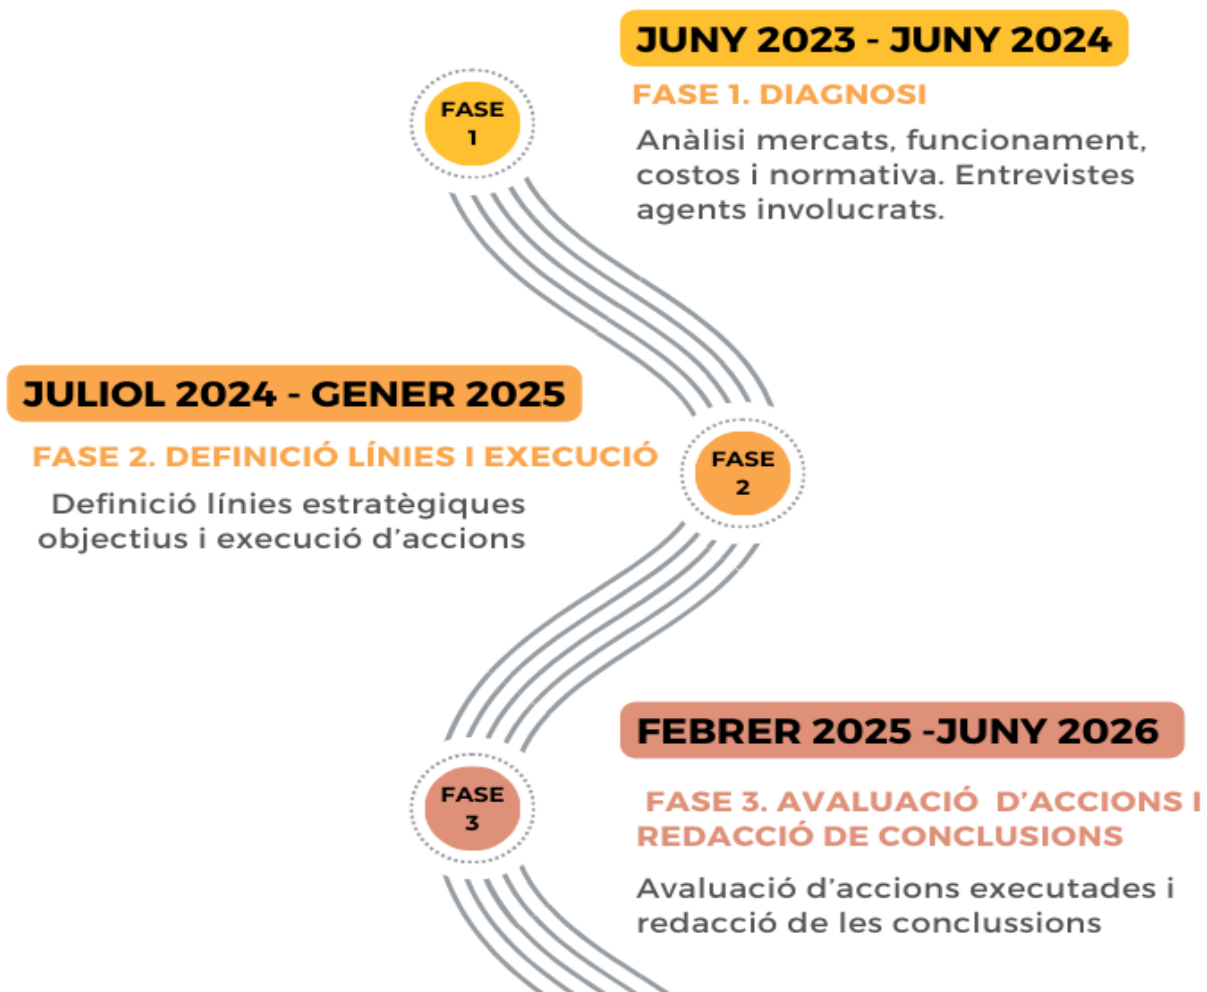 JUNY 2023 - JUNY 2024
FASE
1
FASE 1. DIAGNOSI
Anàlisi mercats, funcionament,
costos i normativa. Entrevistes
agents involucrats.
JULIOL 2024 - GENER 2025
FASE 2. DEFINICIÓ LÍNIES I EXECUCIÓ
Definició línies estratègiques
objectius i execució d'accions
FASE
2
FEBRER 2025 -JUNY 2026
FASE
3
FASE 3. AVALUACIÓ  D'ACCIONS I
REDACCIÓ DE CONCLUSIONS
Avaluació d'accions executades i
redacció de les conclussions